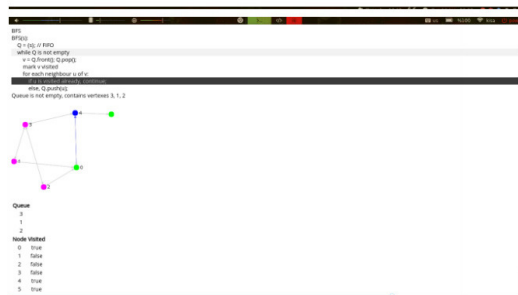 BFS
BFS(s)
Q = {s}; // FIFO
while Q is not empty
v = Q.front(); Q.pop();
mark v visited
for each neighbour u of v:
if u is visited already, continue;
else, Q.push(u);
Queue is not empty, contains vertexes 3, 1, 2
4
3
0
2
Queue
3
1
2
Node Visited
0 true
1 false
2 false
3 false
4 true
5 true